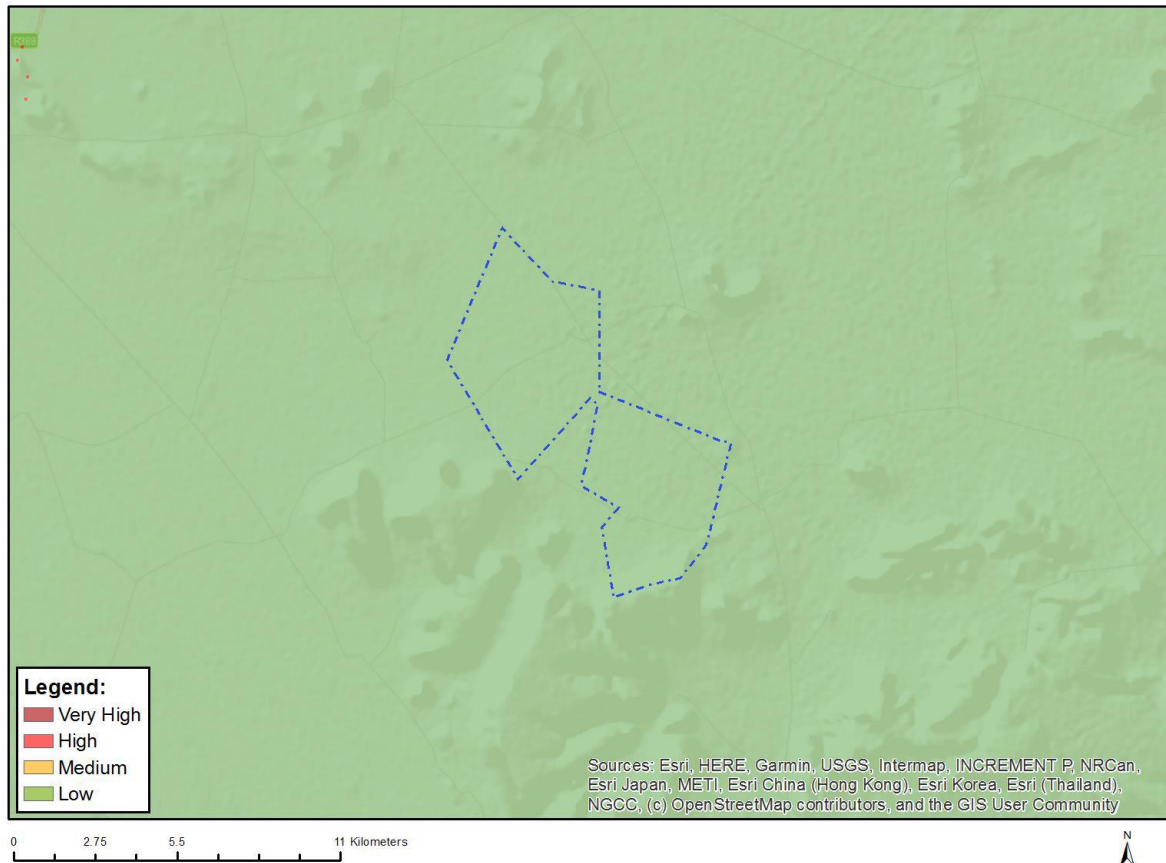 R388
Legend:
Very High
High
Medium
Low
Sources: Esri, HERE, Garmin, USGS, Intermap, INCREMENT P, NRCan,
Esri Japan, METI, Esri China (Hong Kong), Esri Korea, Esri (Thailand),
NGCC, (c) OpenStreetMap contributors, and the GIS User Community
0 2.75 5.5 11 Kilometers
N